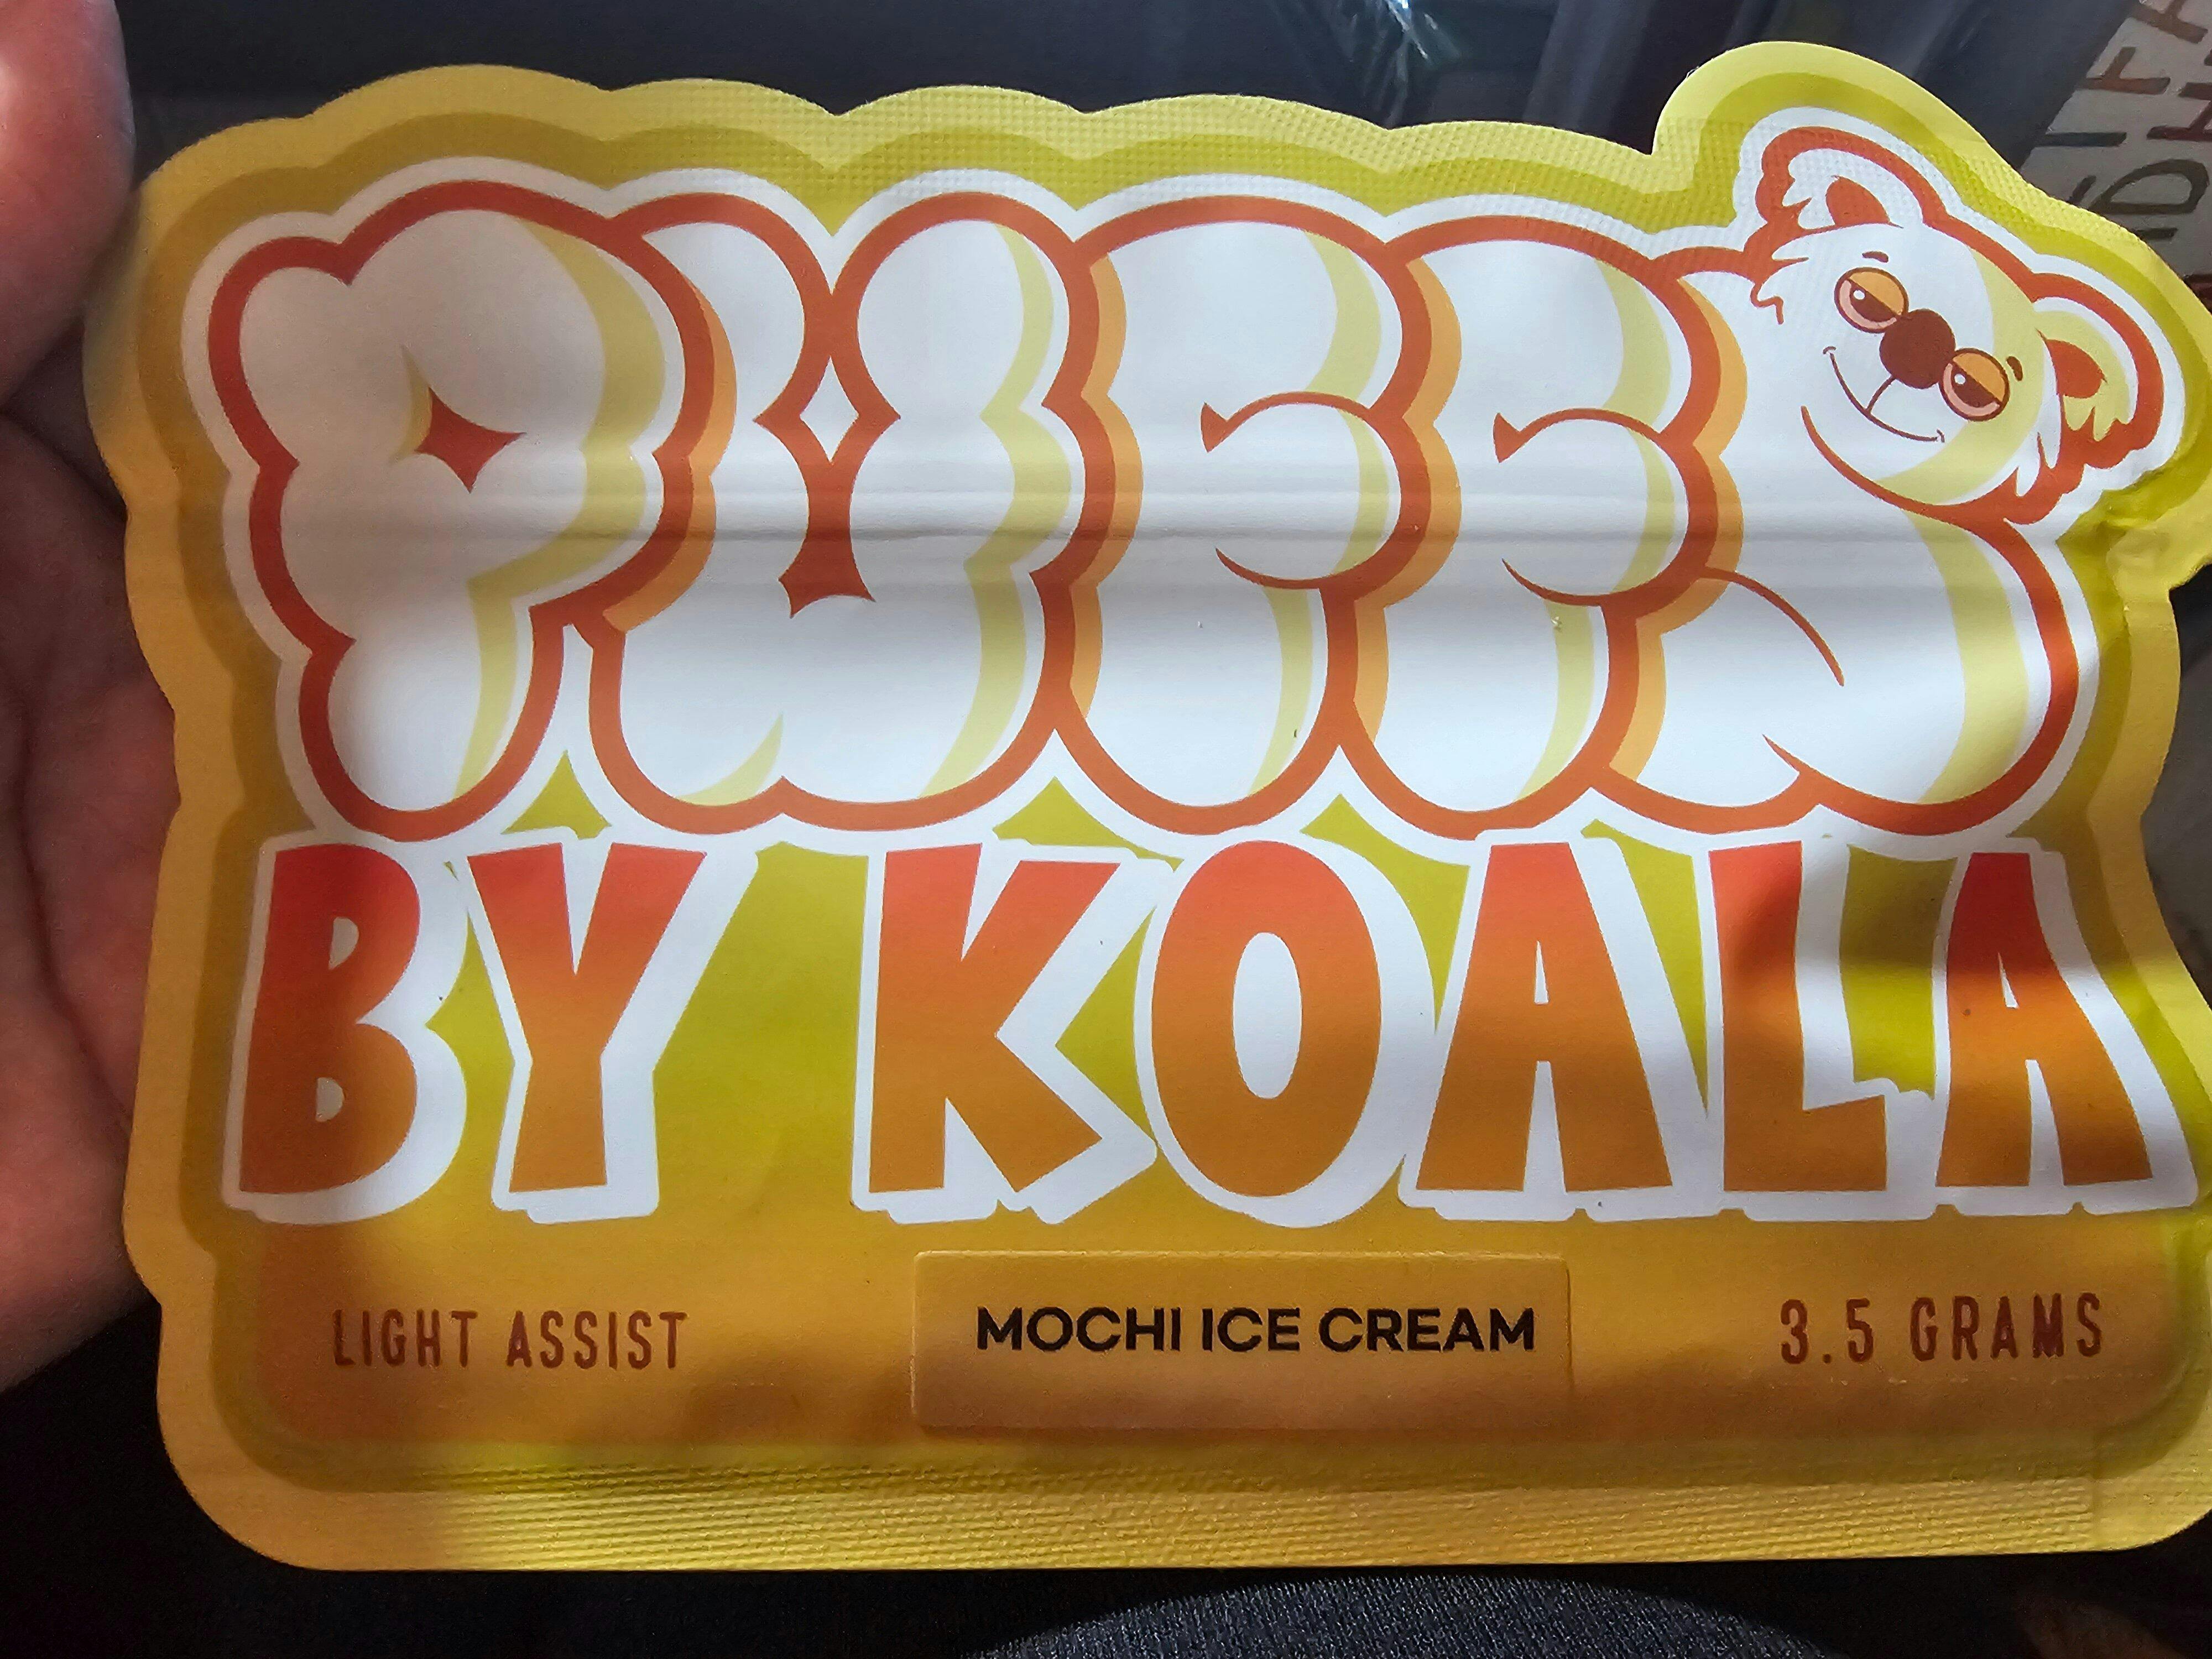 PUFFS
BY KOALA
LIGHT ASSIST
MOCHI ICE CREAM
3.5 GRAMS